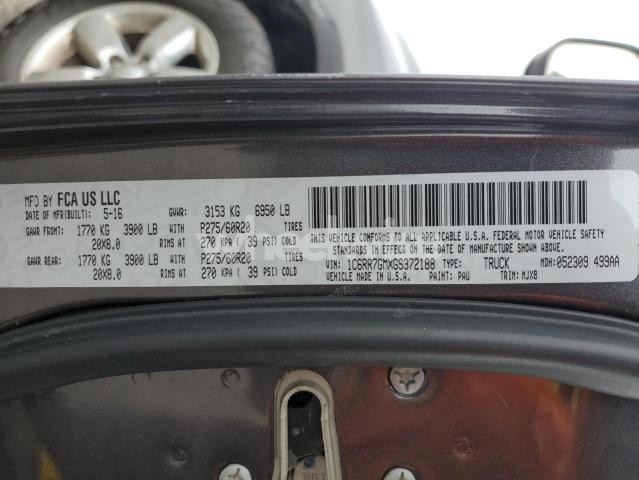 MFD BY FCA US LLC
DATE OF MFR(BUILT): 5-16 GVWR: 3153 KG 6950 LB
GAWR FRONT: 1770 KG 3900 LB WITH P275/60R20 TIRES
20X8.0 RIMS AT 270 KPA ( 39 PSI) COLD
GAWR REAR: 1770 KG 3900 LB WITH P275/60R20 TIRES
20X8.0 RIMS AT 270 KPA ( 39 PSI) COLD
THIS VEHICLE CONFORMS TO ALL APPLICABLE U.S.A. FEDERAL MOTOR VEHICLE SAFETY
STANDARDS IN EFFECT ON THE DATE OF MANUFACTURE SHOWN ABOVE.
VIN: 1C6RR7GMXGS372188 TYPE: TRUCK MDH: 052309 499AA
VEHICLE MADE IN U.S.A. PAINT: PAU TRIM: MJXB